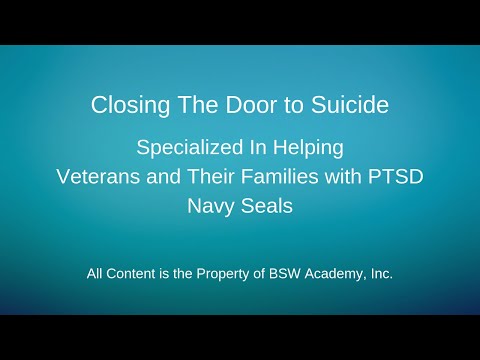 Closing The Door to Suicide
Specialized In Helping
Veterans and Their Families with PTSD
Navy Seals
All Content is the Property of BSW Academy, Inc.